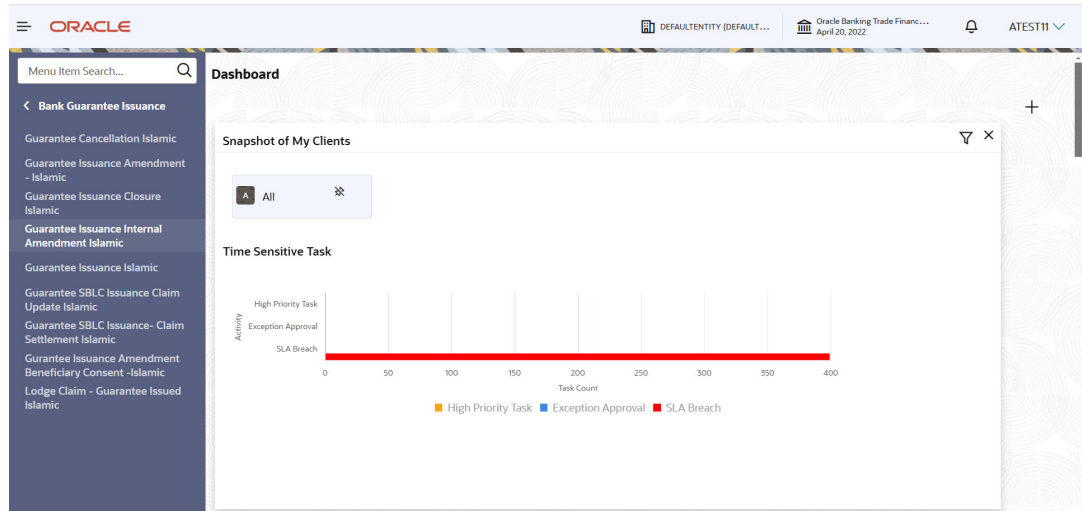 ORACLE
DEFAULTENTITY (DEFAULT...
Oracle Banking Trade Financ...
April 20, 2022
ATEST11
Menu Item Search...
Bank Guarantee Issuance
Guarantee Cancellation Islamic
Guarantee Issuance Amendment
- Islamic
Guarantee Issuance Closure
Islamic
Guarantee Issuance Internal
Amendment Islamic
Guarantee Issuance Islamic
Guarantee SBLC Issuance Claim
Update Islamic
Guarantee SBLC Issuance- Claim
Settlement Islamic
Gurantee Issuance Amendment
Beneficiary Consent -Islamic
Lodge Claim - Guarantee Issued
Islamic
Dashboard
Snapshot of My Clients
A All
Time Sensitive Task
Activity
High Priority Task
Exception Approval
SLA Breach
0 50 100 150 200 250 300 350 400
Task Count
High Priority Task Exception Approval SLA Breach